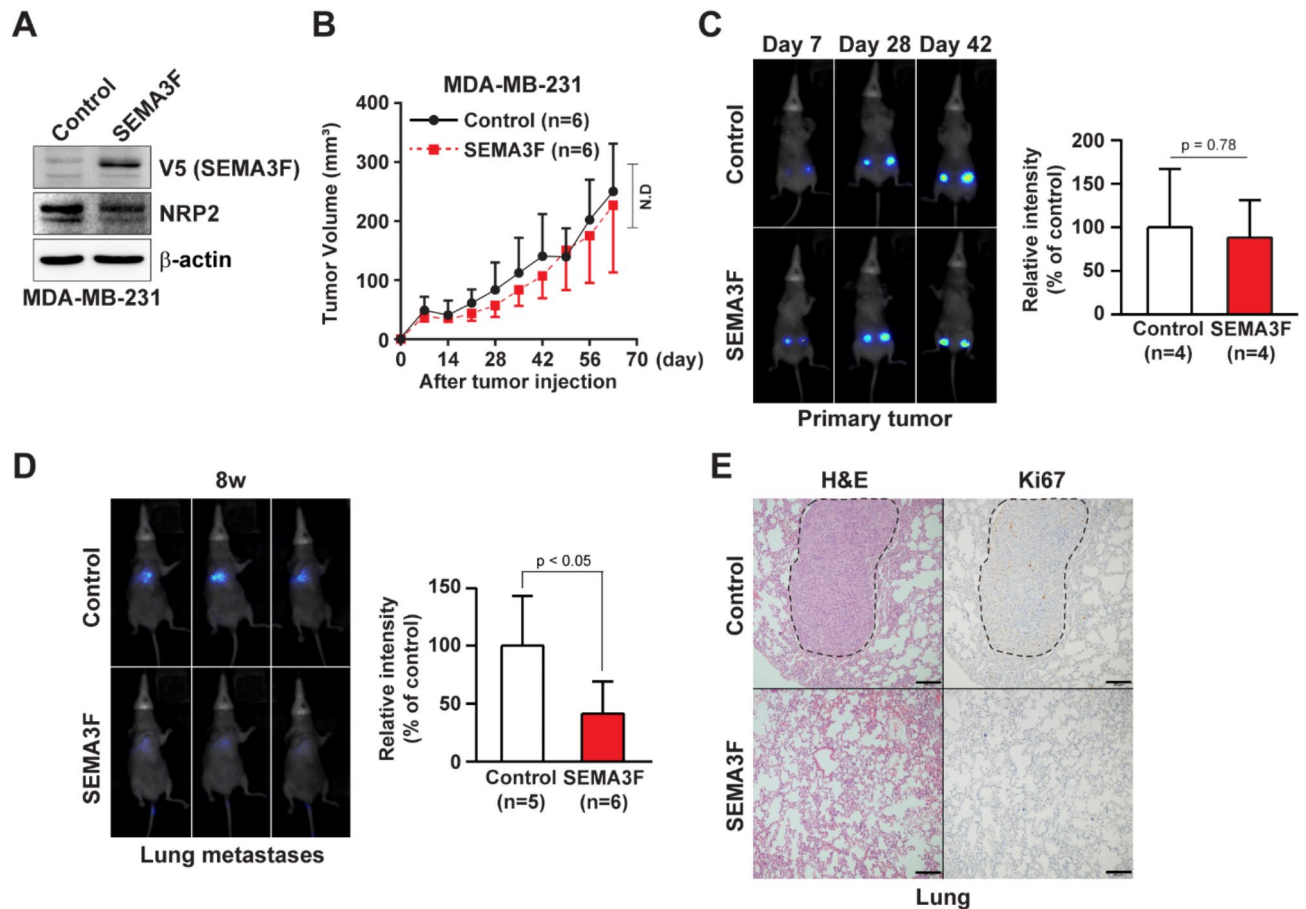 A
Control
SEMA3F
V5 (SEMA3F)
NRP2
β-actin
MDA-MB-231
B
MDA-MB-231
Tumor Volume (mm³)
400
300
200
100
0
Control (n=6)
SEMA3F (n=6)
N.D
0 14 28 42 56 70 (day)
After tumor injection
C
Day 7 Day 28 Day 42
Control
SEMA3F
Primary tumor
Relative intensity
(% of control)
200
150
100
50
0
p = 0.78
Control SEMA3F
(n=4) (n=4)
D
8w
Control
SEMA3F
Lung metastases
Relative intensity
(% of control)
150
100
50
0
p < 0.05
Control SEMA3F
(n=5) (n=6)
E
H&E Ki67
Control
SEMA3F
Lung